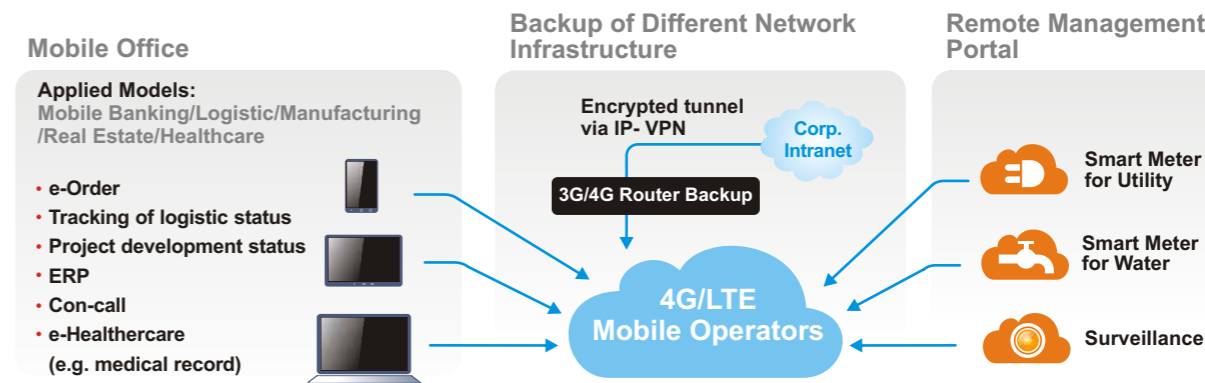 Mobile Office
Applied Models:
Mobile Banking/Logistic/Manufacturing
/Real Estate/Healthcare
• e-Order
• Tracking of logistic status
• Project development status
• ERP
• Con-call
• e-Healthercare
(e.g. medical record)
Backup of Different Network
Infrastructure
Encrypted tunnel
via IP- VPN
Corp.
Intranet
3G/4G Router Backup
4G/LTE
Mobile Operators
Remote Management
Portal
Smart Meter
for Utility
Smart Meter
for Water
Surveillance